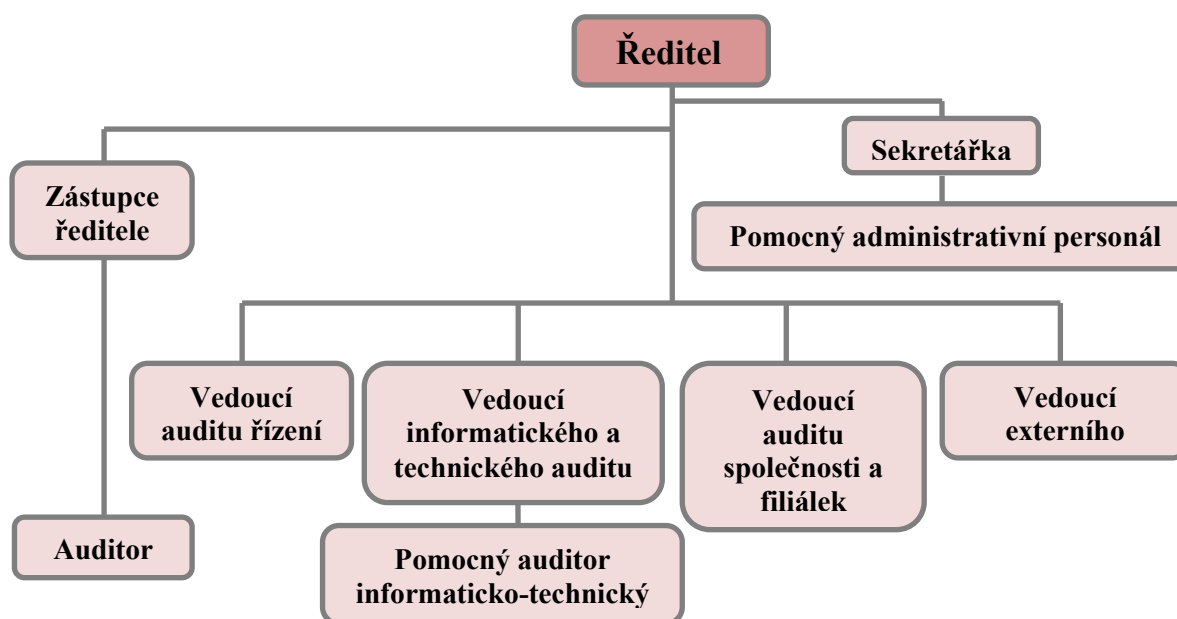 Ředitel
Sekretářka
Zástupce
ředitele
Pomocný administrativní personál
Vedoucí
auditu řízení
Vedoucí
informatického a
technického auditu
Vedoucí
auditu
společnosti a
filiálek
Vedoucí
externího
Auditor
Pomocný auditor
informaticko-technický